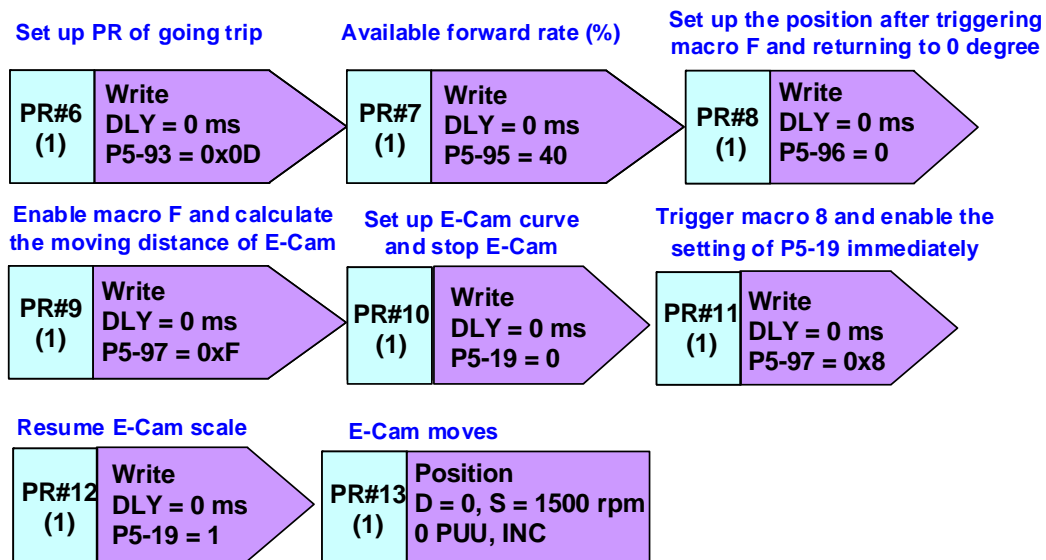 Set up PR of going trip
PR#6
(1)
Write
DLY = 0 ms
P5-93 = 0x0D
Available forward rate (%)
PR#7
(1)
Write
DLY = 0 ms
P5-95 = 40
Set up the position after triggering
macro F and returning to 0 degree
PR#8
(1)
Write
DLY = 0 ms
P5-96 = 0
Enable macro F and calculate
the moving distance of E-Cam
PR#9
(1)
Write
DLY = 0 ms
P5-97 = 0xF
Set up E-Cam curve
and stop E-Cam
PR#10
(1)
Write
DLY = 0 ms
P5-19 = 0
Trigger macro 8 and enable the
setting of P5-19 immediately
PR#11
(1)
Write
DLY = 0 ms
P5-97 = 0x8
Resume E-Cam scale
PR#12
(1)
Write
DLY = 0 ms
P5-19 = 1
E-Cam moves
PR#13
(1)
Position
D = 0, S = 1500 rpm
0 PUU, INC